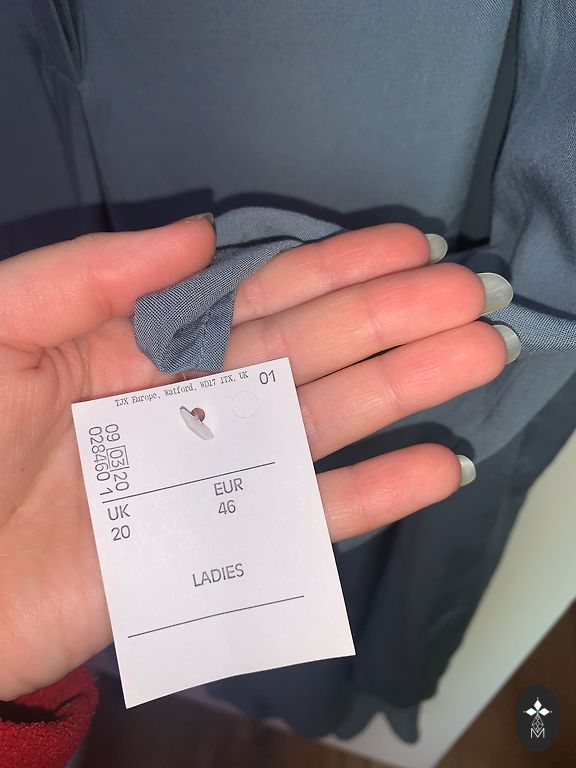 TJX Europe, Watford, WD17 1TX, UK
01
09 03 20
028460 1
UK
20
EUR
46
LADIES
M